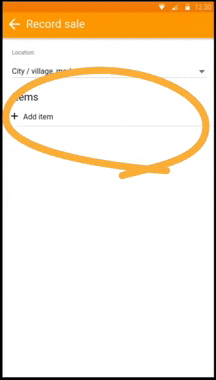 12:30
Record sale
Location:
City / village,
Items
+ Add item